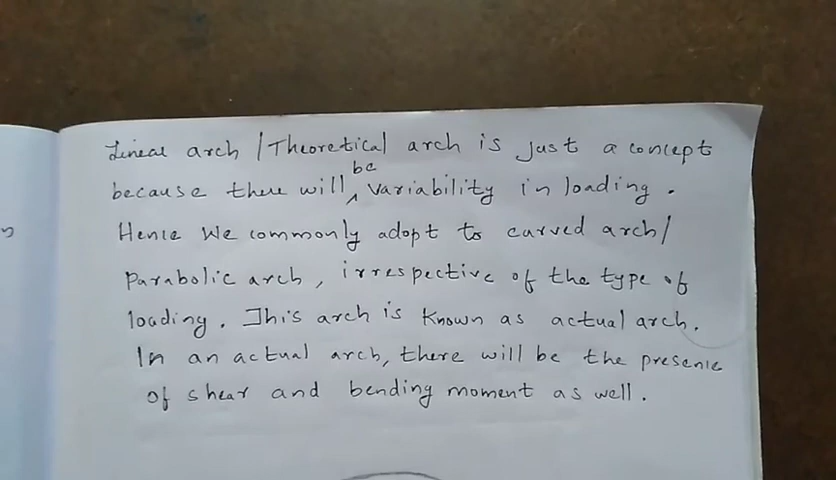 Linear arch / Theoretical arch is just a concept
because there will be variability in loading.
Hence We commonly adopt to curved arch/
Parabolic arch, irrespective of the type of
loading. This arch is known as actual arch.
In an actual arch, there will be the presence
of shear and bending moment as well.